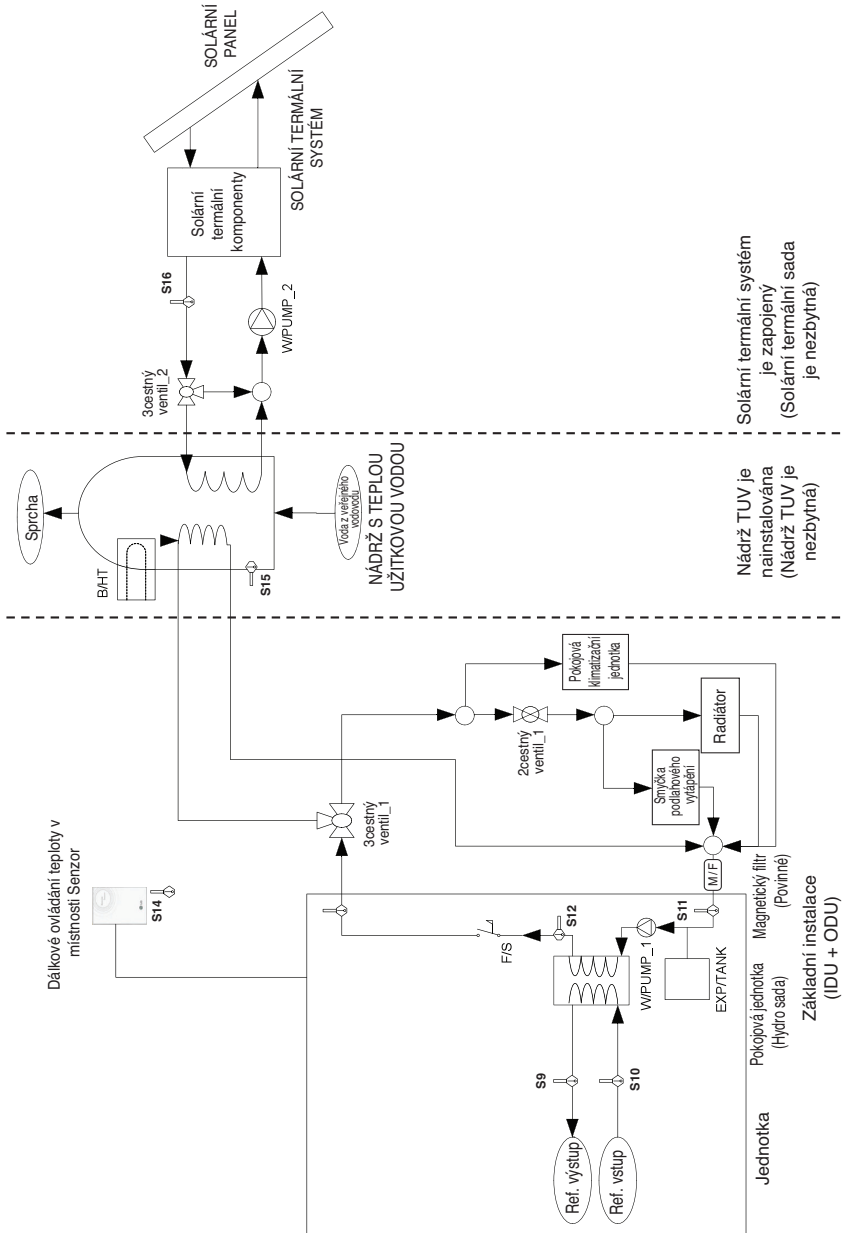 SOLÁRNÍ
PANEL
SOLÁRNÍ TERMÁLNÍ
SYSTÉM
Solární
termální
komponenty
S16
W/PUMP_2
3cestný
ventil_2
Solární termální systém
je zapojený
(Solární termální sada
je nezbytná)
Sprcha
B/HT
S15
Voda z veřejného
vodovodu
NÁDRŽ S TEPLOU
UŽITKOVOU VODOU
Nádrž TUV je
nainstalována
(Nádrž TUV je
nezbytná)
Dálkové ovládání teploty v
místnosti Senzor
S14
3cestný
ventil_1
2cestný
ventil_1
Pokojová
klimatizační
jednotka
Radiátor
Smyčka
podlahového
vytápění
M/F
Magnetický filtr
(Povinné)
F/S
S12
S11
W/PUMP_1
EXP/TANK
S9
S10
Ref. výstup
Ref. vstup
Pokojová jednotka
(Hydro sada)
Jednotka
Základní instalace
(IDU + ODU)